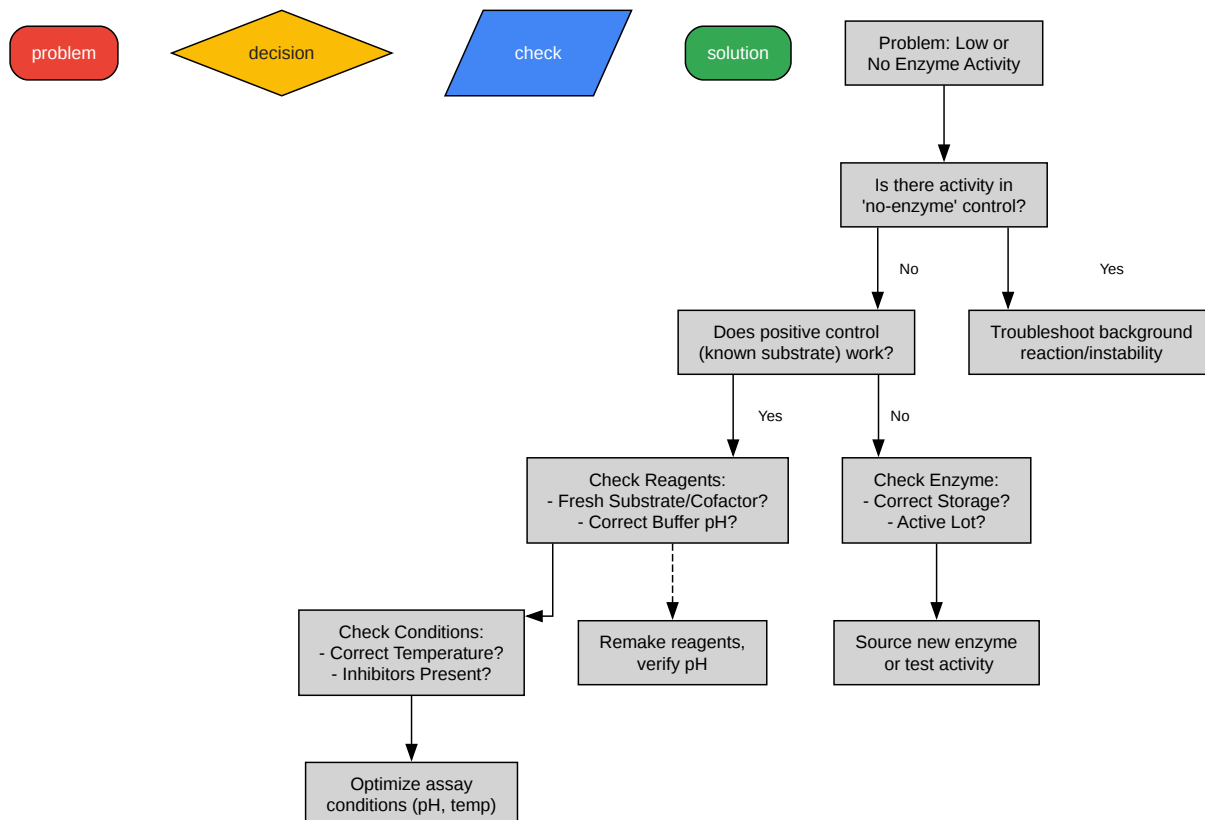 problem
decision
check
solution
Problem: Low or
No Enzyme Activity
Is there activity in
'no-enzyme' control?
No
Yes
Does positive control
(known substrate) work?
Troubleshoot background
reaction/instability
Yes
No
Check Reagents:
- Fresh Substrate/Cofactor?
- Correct Buffer pH?
Check Enzyme:
- Correct Storage?
- Active Lot?
Check Conditions:
- Correct Temperature?
- Inhibitors Present?
Remake reagents,
verify pH
Source new enzyme
or test activity
Optimize assay
conditions (pH, temp)